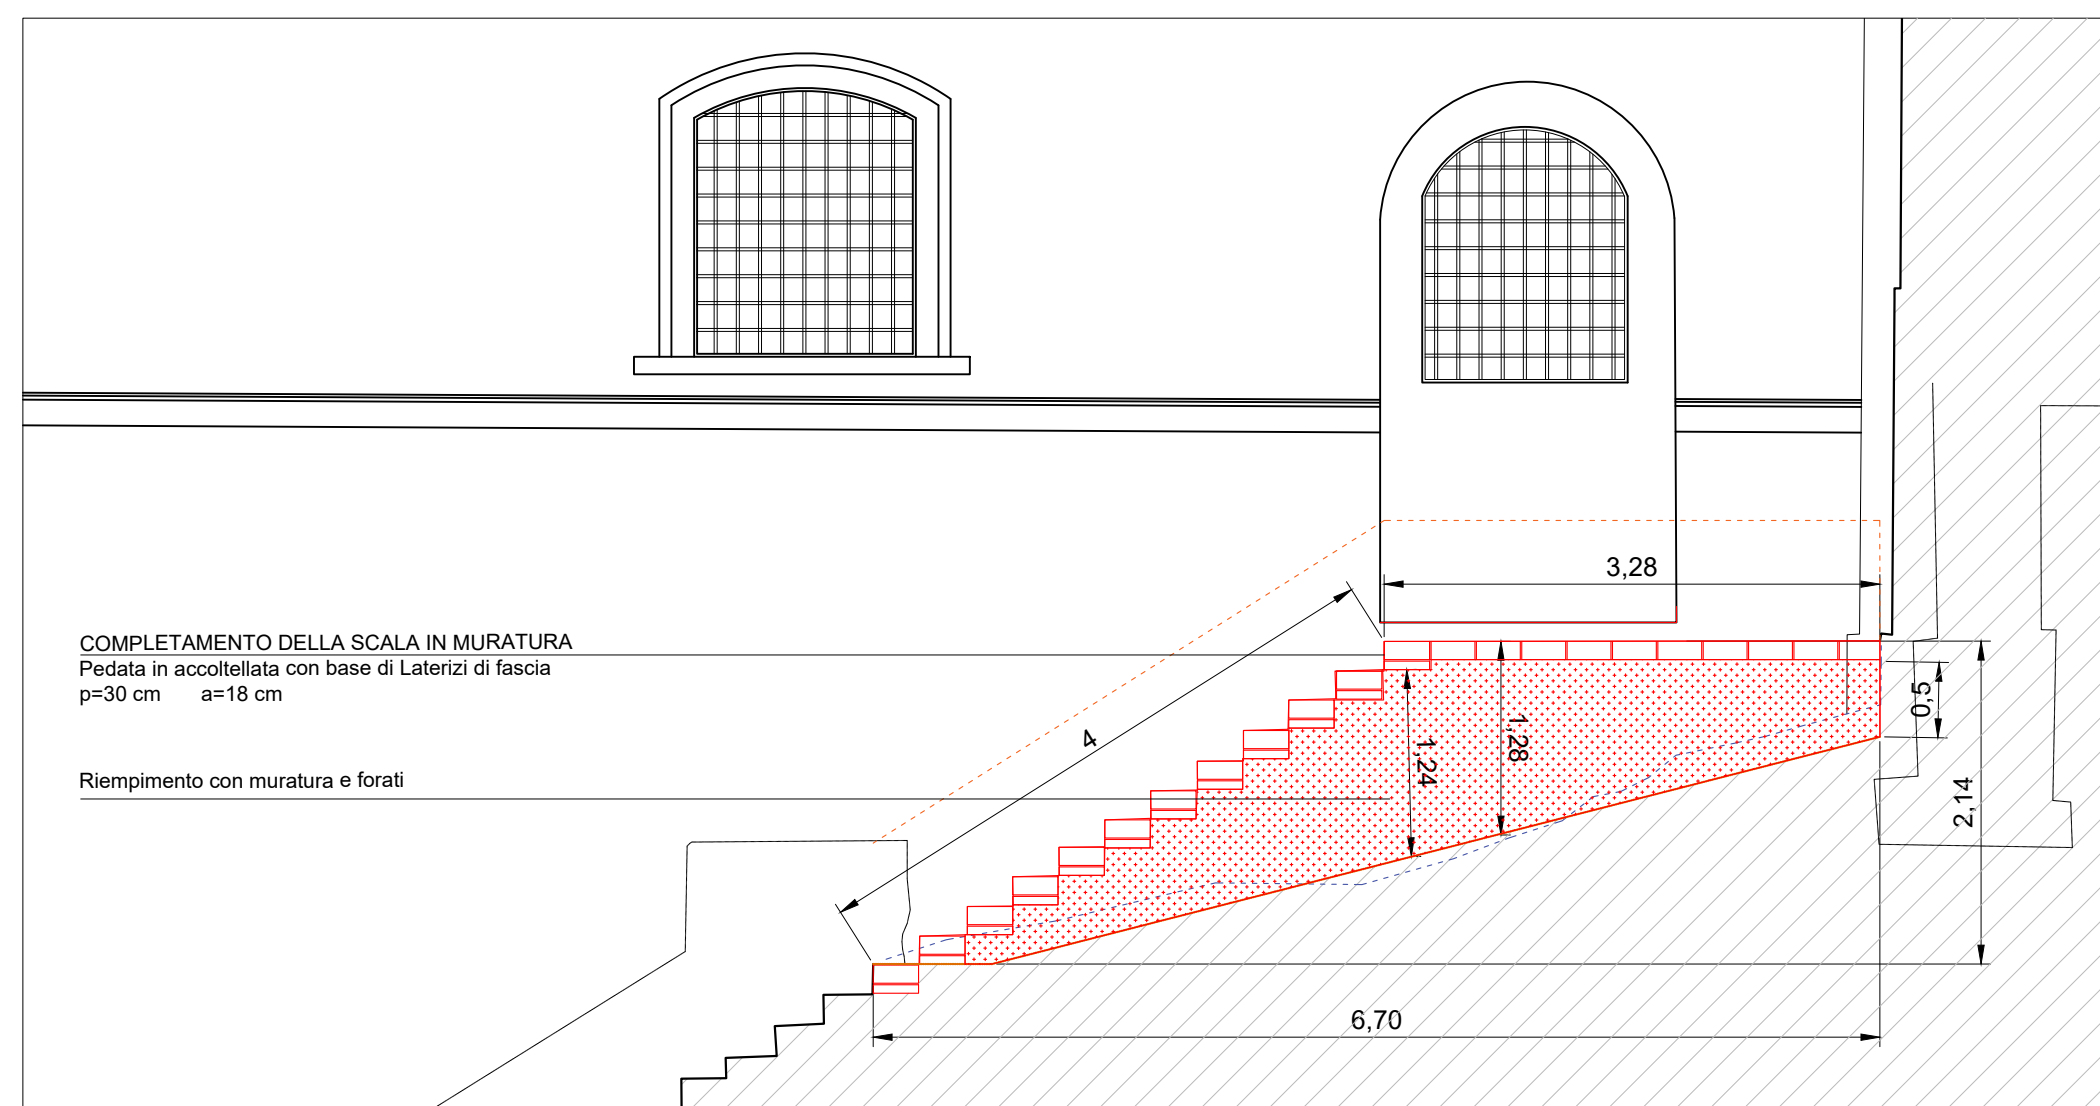 3,28
COMPLETAMENTO DELLA SCALA IN MURATURA
Pedata in accoltellata con base di Laterizi di fascia
p=30 cm a=18 cm
4
1,24
1,28
0,5
Riempimento con muratura e forati
2,14
6,70